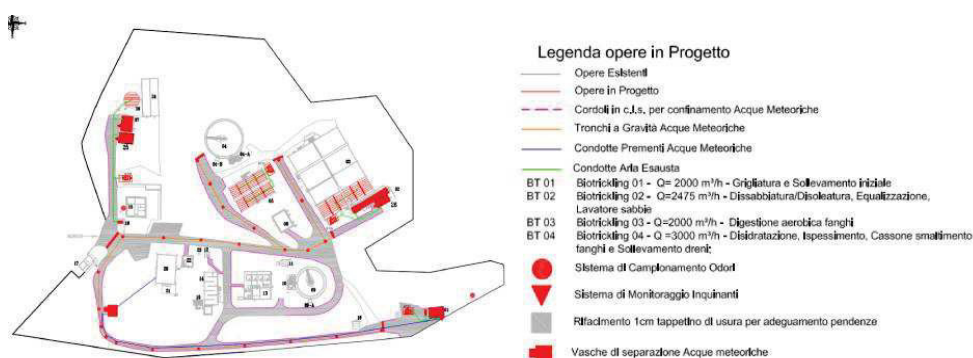 Legenda opere in Progetto
Opere Esistenti
Opere in Progetto
Cordoli in c.l.s. per confinamento Acque Meteoriche
Tronchi a Gravità Acque Meteoriche
Condotte Prementi Acque Meteoriche
Condotte Aria Esausta
BT 01 Biotrickling 01 - Q= 2000 m³/h - Grigliatura e Sollevamento iniziale
BT 02 Biotrickling 02 - Q=2475 m³/h - Dissabbiatura/Disoleatura, Equalizzazione,
Lavatore sabbie
BT 03 Biotrickling 03 - Q=2000 m³/h - Digestione aerobica fanghi
BT 04 Biotrickling 04 - Q =3000 m³/h - Disidratazione, Ispessimento, Cassone smaltimento
fanghi e Sollevamento dreni;
Sistema di Campionamento Odori
Sistema di Monitoraggio Inquinanti
Rifacimento 1cm tappetino di usura per adeguamento pendenze
Vasche di separazione Acque meteoriche